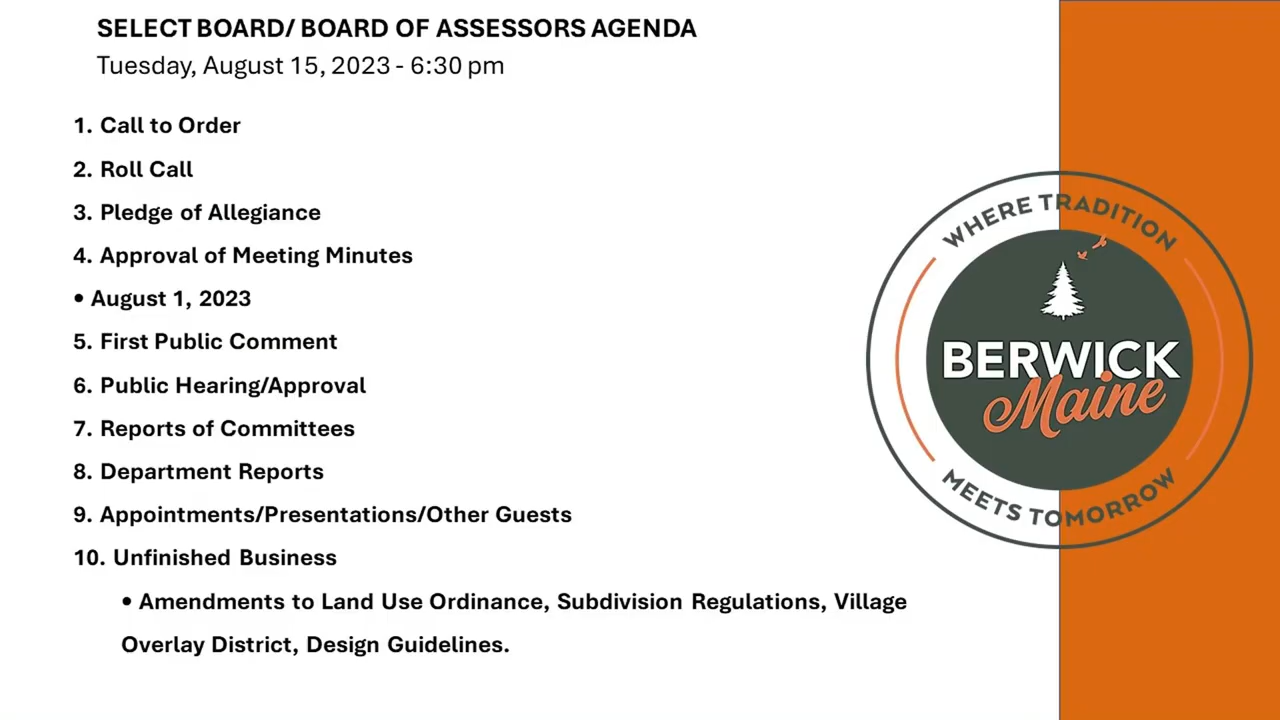 SELECT BOARD/ BOARD OF ASSESSORS AGENDA
Tuesday, August 15, 2023 - 6:30 pm
1. Call to Order
2. Roll Call
3. Pledge of Allegiance
4. Approval of Meeting Minutes
• August 1, 2023
5. First Public Comment
6. Public Hearing/Approval
7. Reports of Committees
8. Department Reports
9. Appointments/Presentations/Other Guests
10. Unfinished Business
• Amendments to Land Use Ordinance, Subdivision Regulations, Village
Overlay District, Design Guidelines.
WHERE TRADITION
BERWICK
Maine
MEETS TOMORROW